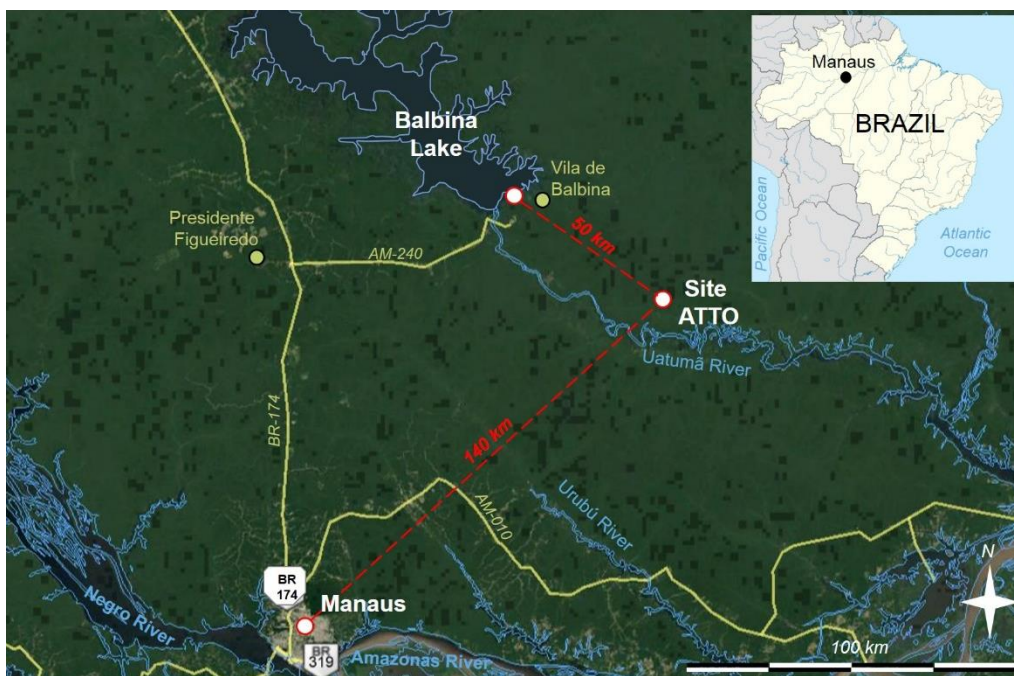 Manaus
BRAZIL
Pacific Ocean
Atlantic
Ocean
Balbina
Lake
Vila de
Balbina
Presidente
Figueiredo
AM-240
50 km
Site
ATTO
Uatumã River
BR-174
140 km
AM-010
Urubú River
BR
174
Manaus
Negro River
BR
319
Amazonas River
N
100 km